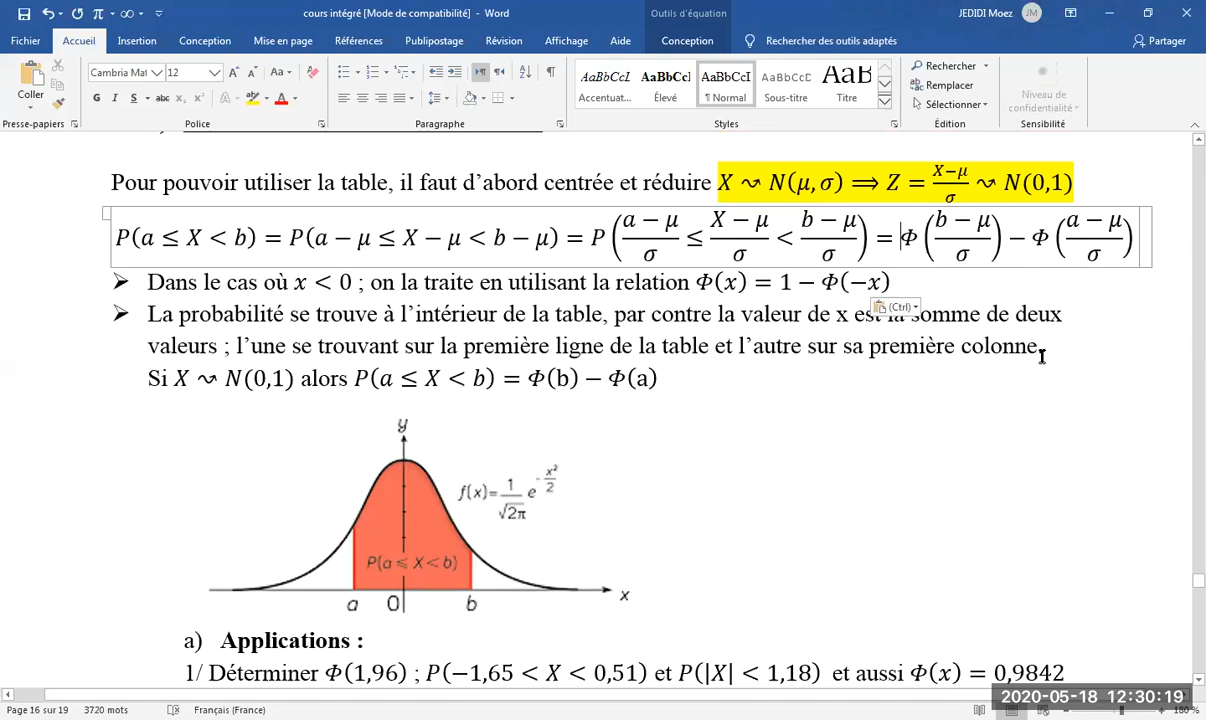 cours intégré [Mode de compatibilité] - Word
Outils d'équation
JEDIDI Moez JM
Fichier Accueil Insertion Conception Mise en page Références Publipostage Révision Affichage Aide Conception Rechercher des outils adaptés Partager
Coller
Cambria Mat 12
G I S abc x₂ x²
AaBbCcL AaBbCcI AaBbCcI AaBbCcDc AaB
Accentuat... Élevé ¶ Normal Sous-titre Titre
Rechercher
Remplacer
Sélectionner
Niveau de
confidentialité
Presse-papiers Police Paragraphe Styles Édition Sensibilité
Pour pouvoir utiliser la table, il faut d'abord centrée et réduire X ⇝ N(μ, σ) ⟹ Z = (X−μ)/σ ⇝ N(0,1)
P(a ≤ X < b) = P(a − μ ≤ X − μ < b − μ) = P((a − μ)/σ ≤ (X − μ)/σ < (b − μ)/σ) = Φ((b − μ)/σ) − Φ((a − μ)/σ)
➢ Dans le cas où x < 0 ; on la traite en utilisant la relation Φ(x) = 1 − Φ(−x)
(Ctrl)
➢ La probabilité se trouve à l'intérieur de la table, par contre la valeur de x est la somme de deux
valeurs ; l'une se trouvant sur la première ligne de la table et l'autre sur sa première colonne.
Si X ⇝ N(0,1) alors P(a ≤ X < b) = Φ(b) − Φ(a)
y
f(x)= 1/√2π e^(-x²/2)
P(a ⩽ X < b)
a 0 b x
a) Applications :
1/ Déterminer Φ(1,96) ; P(−1,65 < X < 0,51) et P(|X| < 1,18) et aussi Φ(x) = 0,9842
2020-05-18 12:30:19
Page 16 sur 19 3720 mots Français (France) 180 %